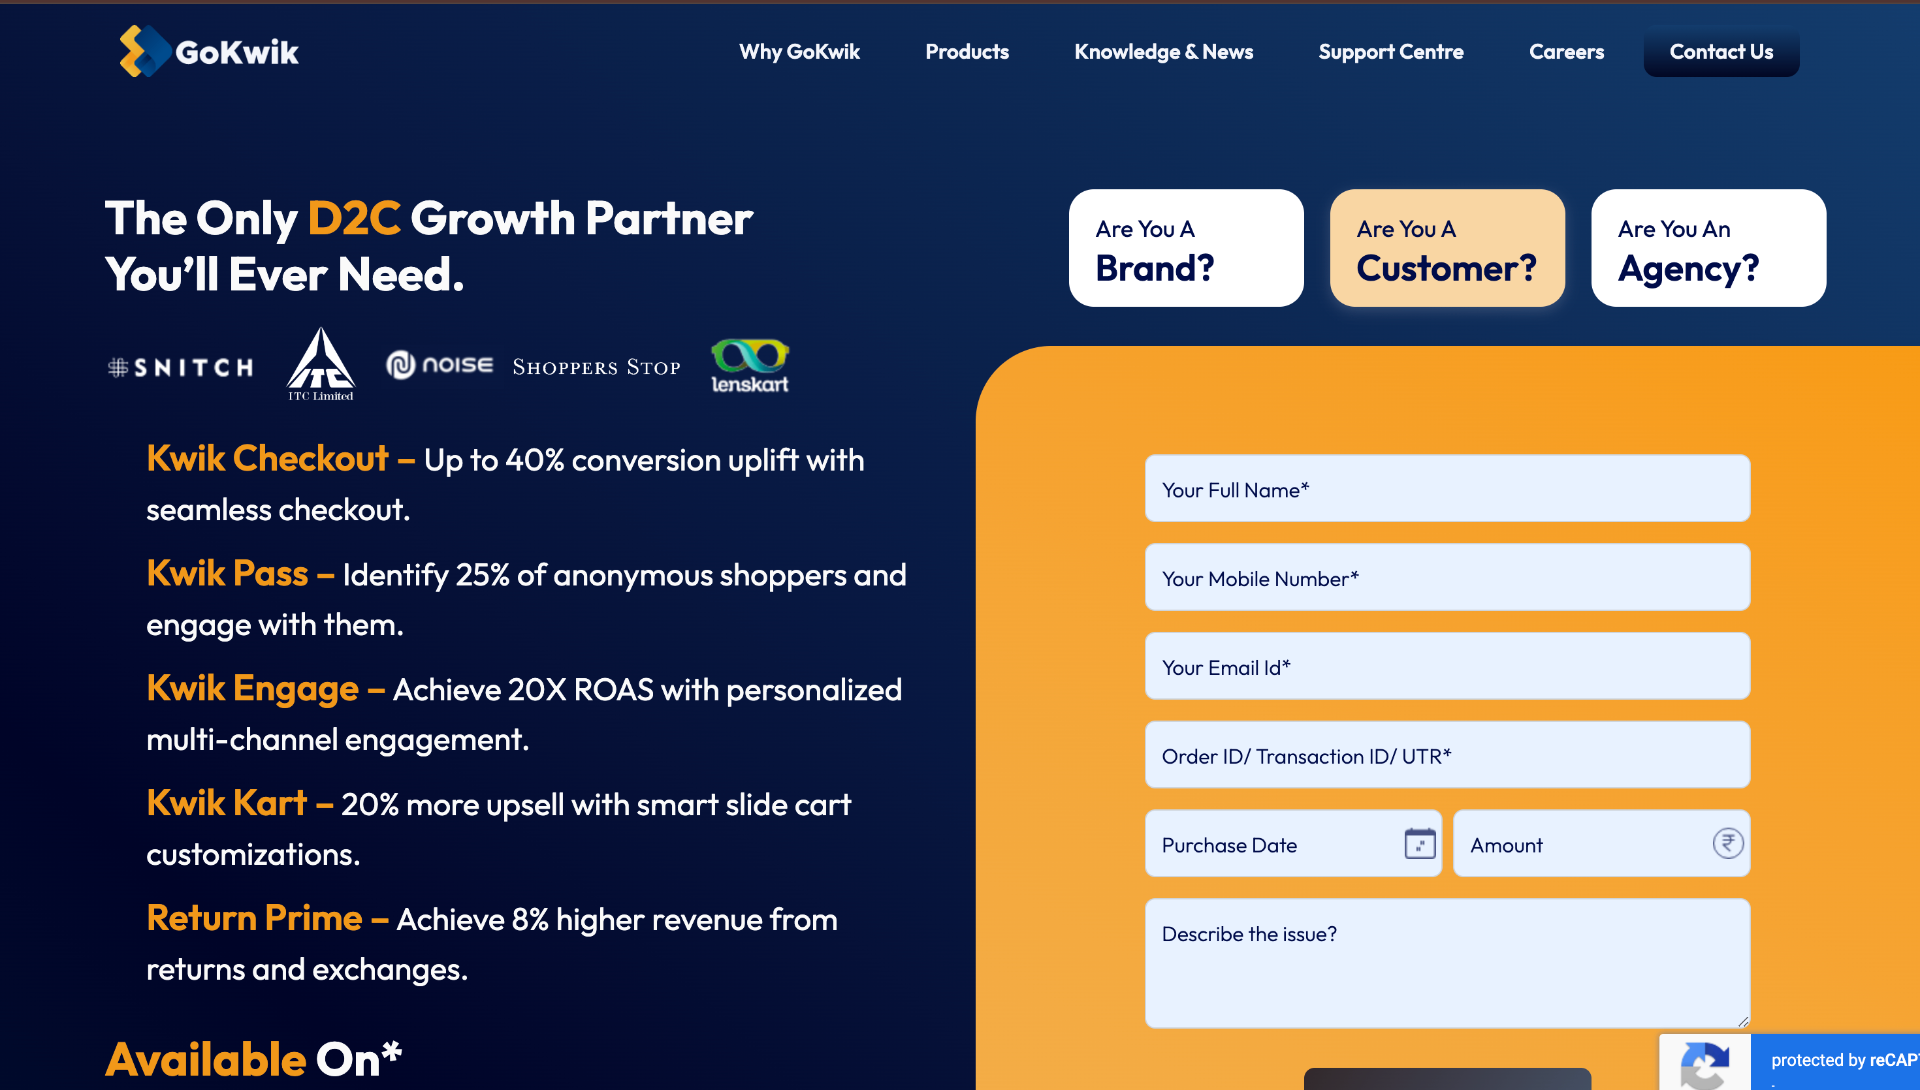 GoKwik
Why GoKwik
Products
Knowledge & News
Support Centre
Careers
Contact Us
The Only D2C Growth Partner
You’ll Ever Need.
SNITCH
ITC Limited
NOISE
SHOPPERS STOP
lenskart
Kwik Checkout – Up to 40% conversion uplift with
seamless checkout.
Kwik Pass – Identify 25% of anonymous shoppers and
engage with them.
Kwik Engage – Achieve 20X ROAS with personalized
multi-channel engagement.
Kwik Kart – 20% more upsell with smart slide cart
customizations.
Return Prime – Achieve 8% higher revenue from
returns and exchanges.
Available On*
Are You A
Brand?
Are You A
Customer?
Are You An
Agency?
Your Full Name*
Your Mobile Number*
Your Email Id*
Order ID/ Transaction ID/ UTR*
Purchase Date
Amount
₹
Describe the issue?
protected by reCAPT